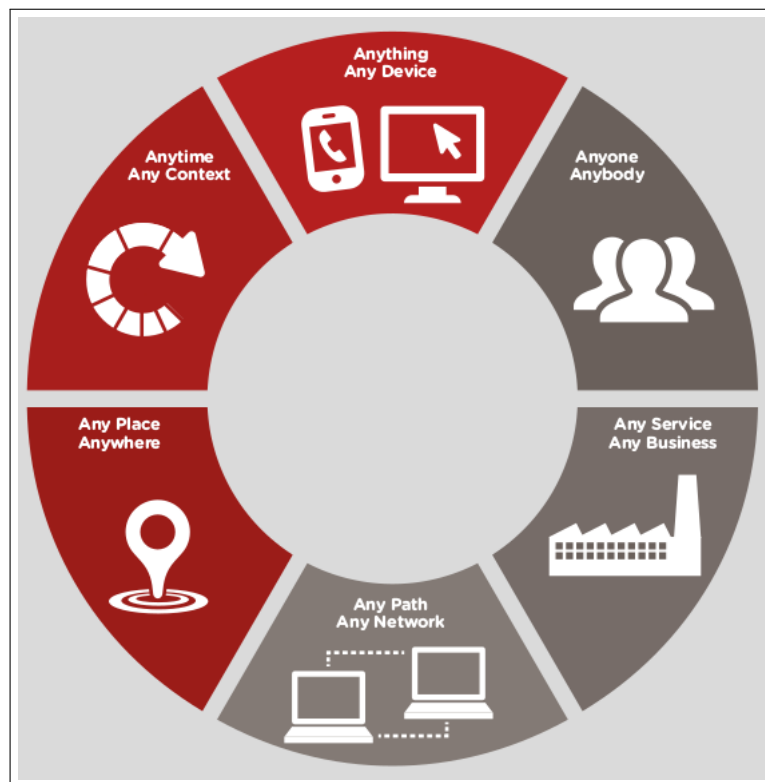 Anything
Any Device
Anyone
Anybody
Any Service
Any Business
Any Path
Any Network
Any Place
Anywhere
Anytime
Any Context